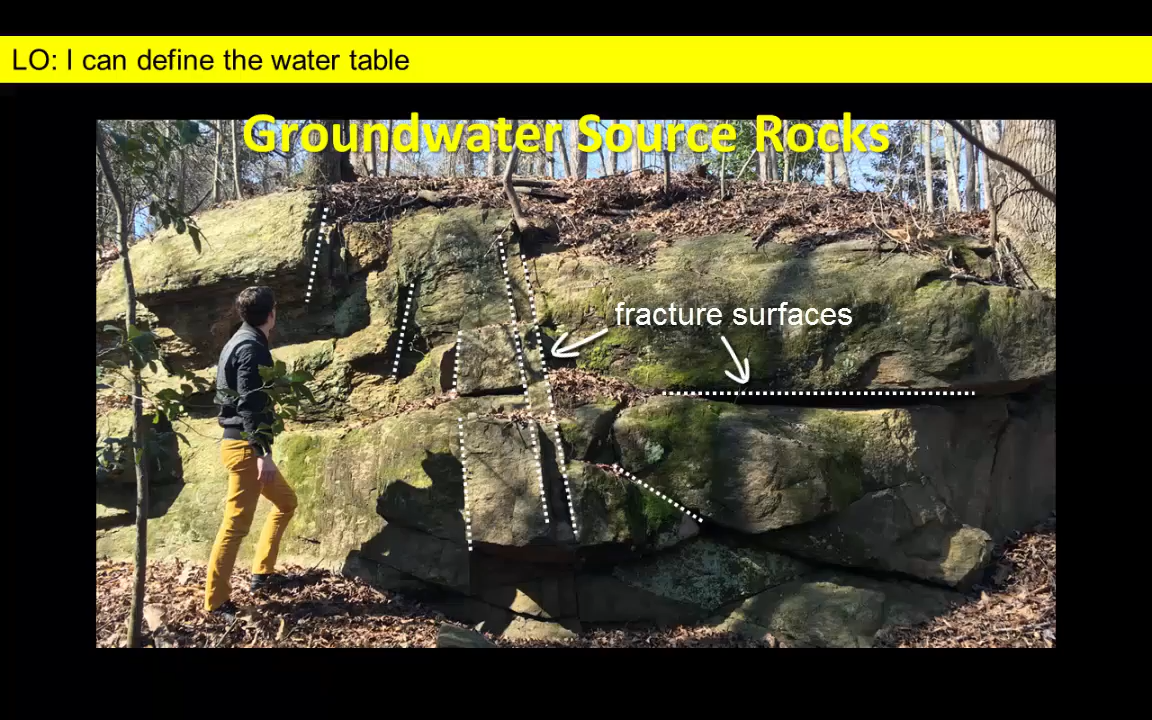 LO: I can define the water table
Groundwater Source Rocks
fracture surfaces